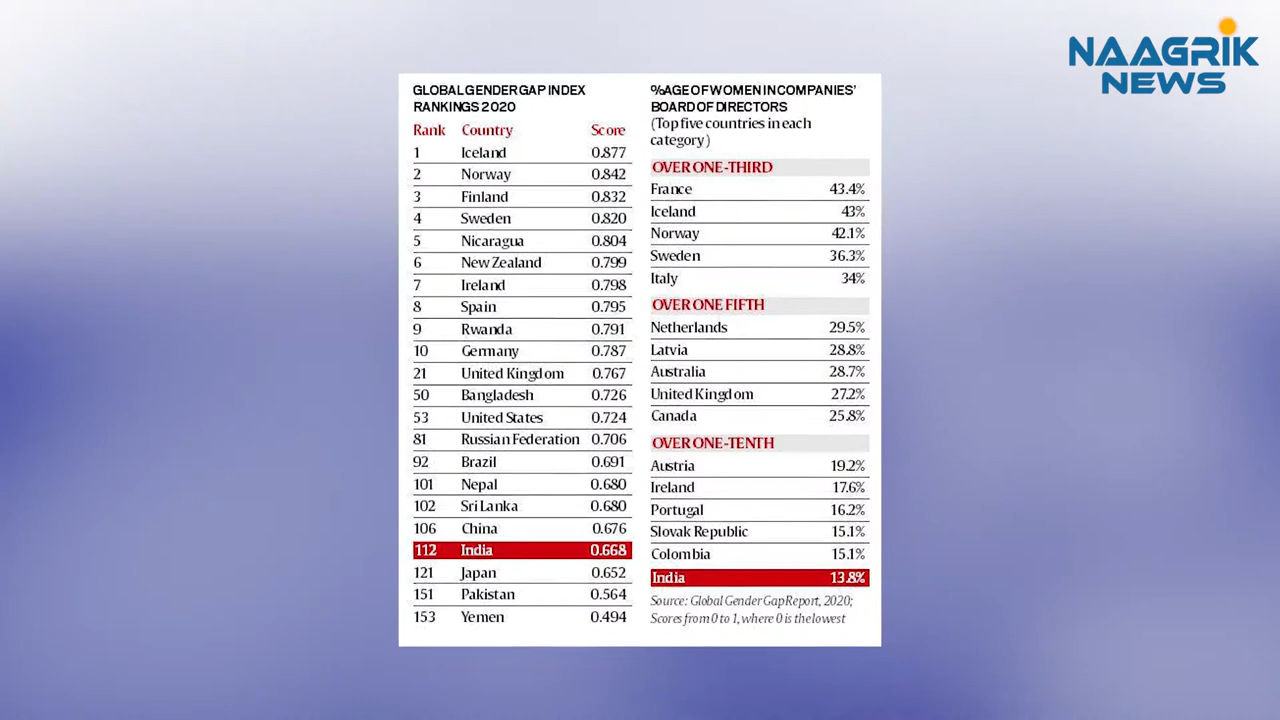 NAAGRIK
NEWS
GLOBAL GENDER GAP INDEX
RANKINGS 2020
Rank Country Score
1 Iceland 0.877
2 Norway 0.842
3 Finland 0.832
4 Sweden 0.820
5 Nicaragua 0.804
6 New Zealand 0.799
7 Ireland 0.798
8 Spain 0.795
9 Rwanda 0.791
10 Germany 0.787
21 United Kingdom 0.767
50 Bangladesh 0.726
53 United States 0.724
81 Russian Federation 0.706
92 Brazil 0.691
101 Nepal 0.680
102 Sri Lanka 0.680
106 China 0.676
112 India 0.668
121 Japan 0.652
151 Pakistan 0.564
153 Yemen 0.494
%AGE OF WOMEN IN COMPANIES'
BOARD OF DIRECTORS
(Top five countries in each
category)
OVER ONE-THIRD
France 43.4%
Iceland 43%
Norway 42.1%
Sweden 36.3%
Italy 34%
OVER ONE FIFTH
Netherlands 29.5%
Latvia 28.8%
Australia 28.7%
United Kingdom 27.2%
Canada 25.8%
OVER ONE-TENTH
Austria 19.2%
Ireland 17.6%
Portugal 16.2%
Slovak Republic 15.1%
Colombia 15.1%
India 13.8%
Source: Global Gender Gap Report, 2020;
Scores from 0 to 1, where 0 is the lowest